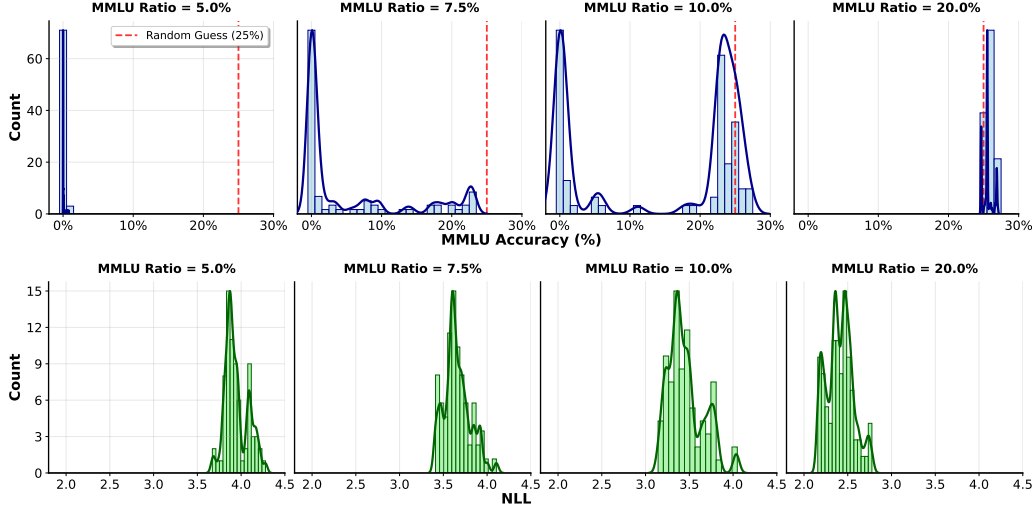 MMLU Ratio = 5.0% MMLU Ratio = 7.5% MMLU Ratio = 10.0% MMLU Ratio = 20.0%
Random Guess (25%)
60
40
20
0
Count
0% 10% 20% 30% 0% 10% 20% 30% 0% 10% 20% 30% 0% 10% 20% 30%
MMLU Accuracy (%)
MMLU Ratio = 5.0% MMLU Ratio = 7.5% MMLU Ratio = 10.0% MMLU Ratio = 20.0%
15
12
9
6
3
0
Count
2.0 2.5 3.0 3.5 4.0 4.5 2.0 2.5 3.0 3.5 4.0 4.5 2.0 2.5 3.0 3.5 4.0 4.5 2.0 2.5 3.0 3.5 4.0 4.5
NLL